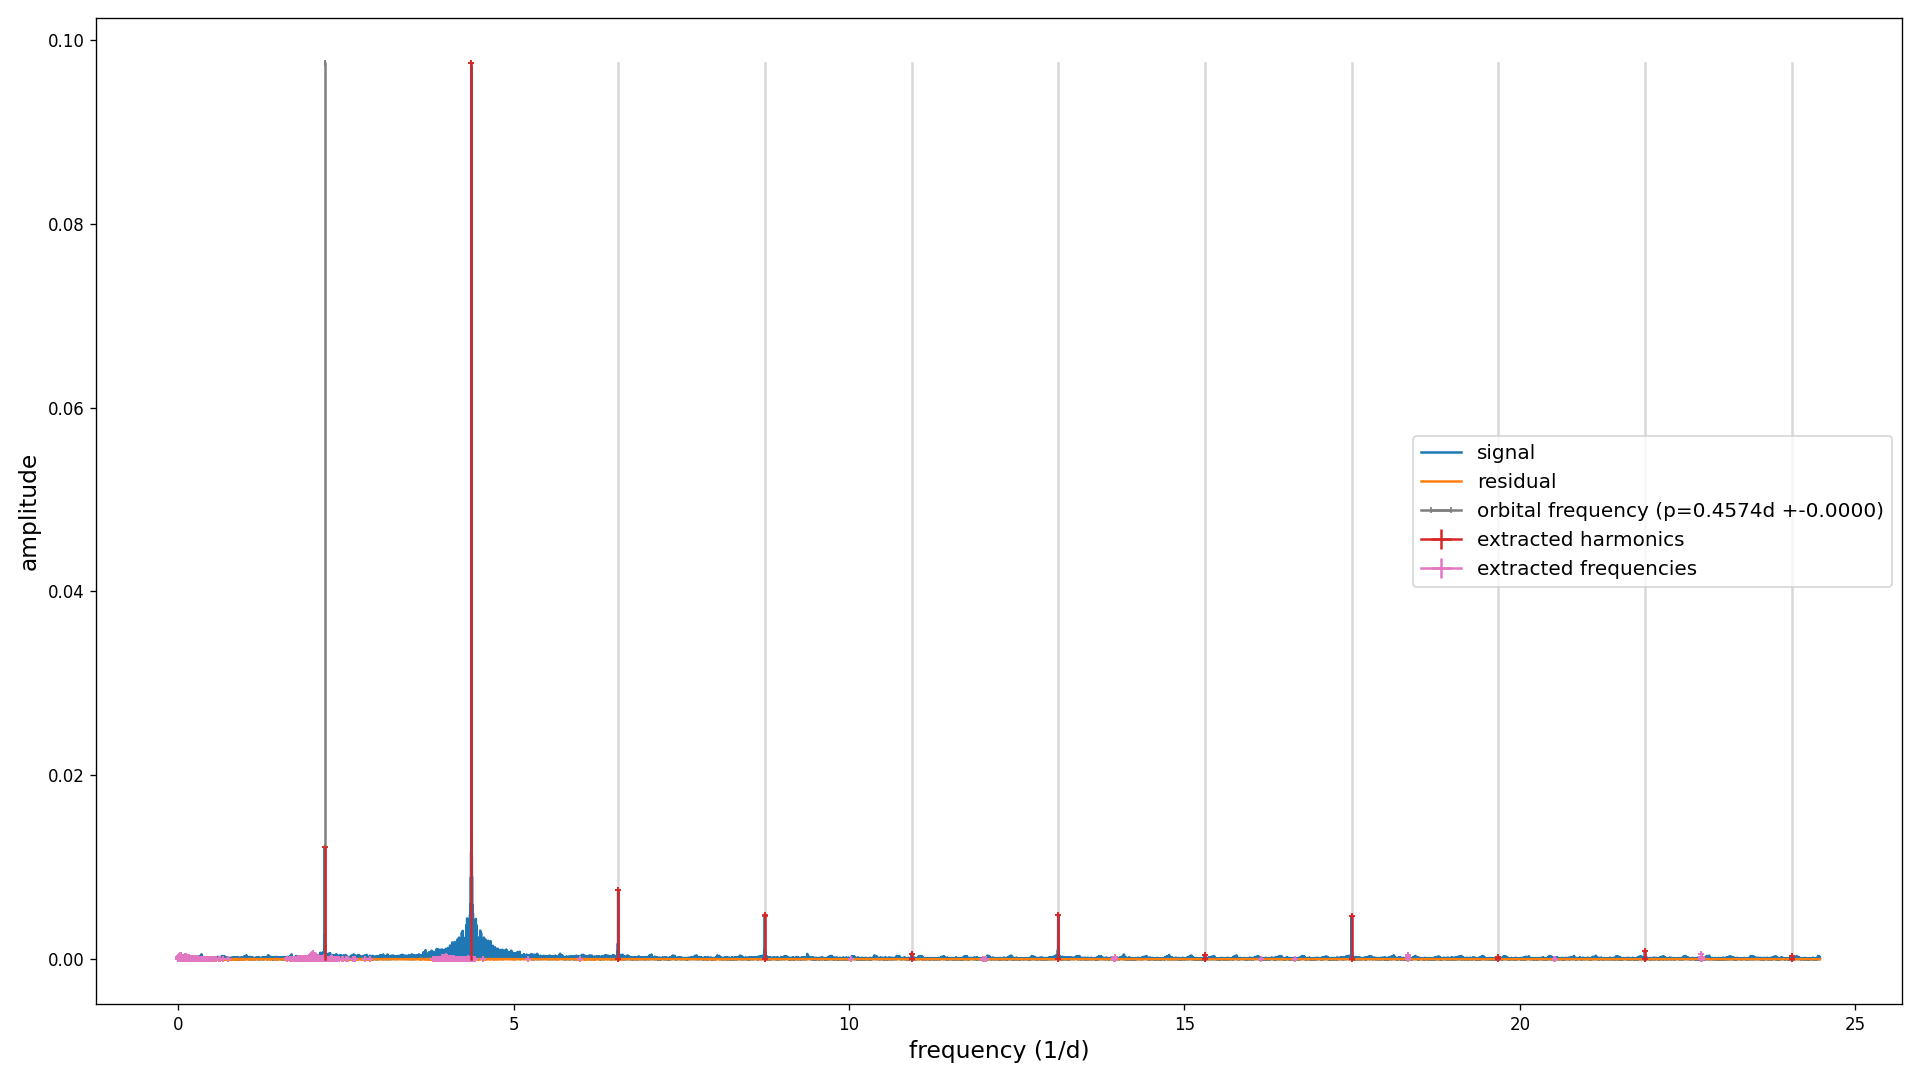 0.10
0.08
0.06
0.04
0.02
0.00
amplitude
signal
residual
orbital frequency (p=0.4574d +-0.0000)
extracted harmonics
extracted frequencies
0
5
10
15
20
25
frequency (1/d)